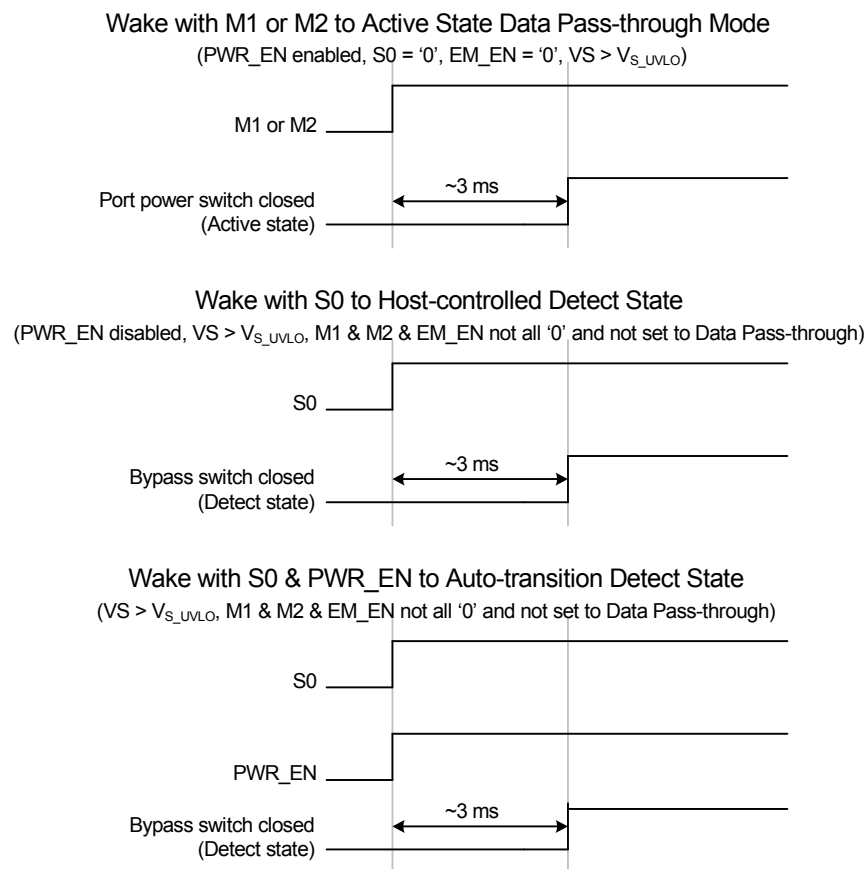 Wake with M1 or M2 to Active State Data Pass-through Mode
(PWR_EN enabled, S0 = ‘0’, EM_EN = ‘0’, VS > VS_UVLO)
M1 or M2
~3 ms
Port power switch closed
(Active state)
Wake with S0 to Host-controlled Detect State
(PWR_EN disabled, VS > VS_UVLO, M1 & M2 & EM_EN not all ‘0’ and not set to Data Pass-through)
S0
~3 ms
Bypass switch closed
(Detect state)
Wake with S0 & PWR_EN to Auto-transition Detect State
(VS > VS_UVLO, M1 & M2 & EM_EN not all ‘0’ and not set to Data Pass-through)
S0
PWR_EN
~3 ms
Bypass switch closed
(Detect state)